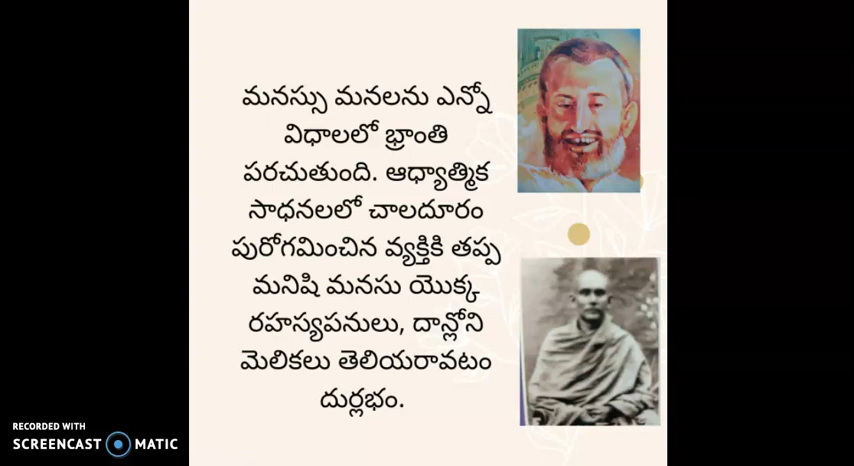 మనస్సు మనలను ఎన్నో
విధాలలో భ్రాంతి
పరచుతుంది. ఆధ్యాత్మిక
సాధనలలో చాలదూరం
పురోగమించిన వ్యక్తికి తప్ప
మనిషి మనసు యొక్క
రహస్యపనులు, దాన్లోని
మెలికలు తెలియరావటం
దుర్లభం.
RECORDED WITH
SCREENCAST MATIC